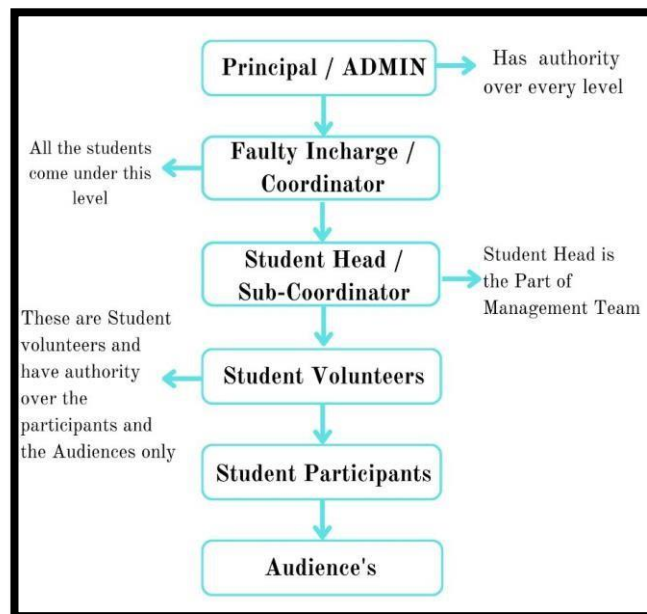 Principal / ADMIN
Has authority
over every level
All the students
come under this
level
Faulty Incharge /
Coordinator
Student Head /
Sub-Coordinator
Student Head is
the Part of
Management Team
These are Student
volunteers and
have authority
over the
participants and
the Audiences only
Student Volunteers
Student Participants
Audience's